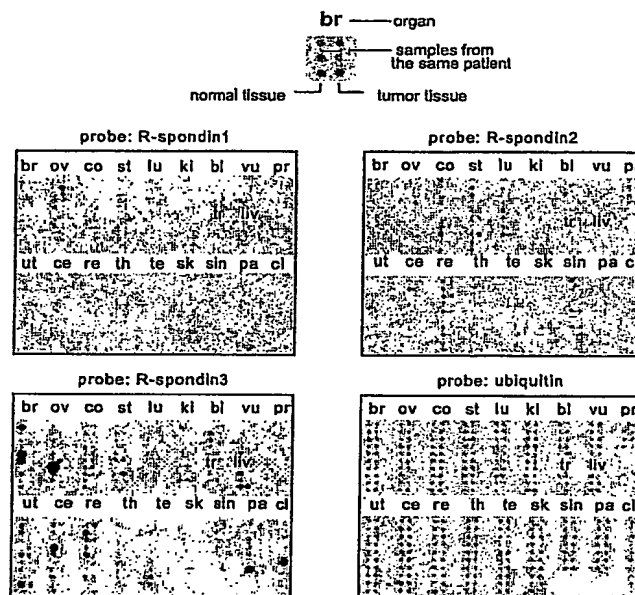 br — organ
samples from
the same patient
normal tissue
tumor tissue
probe: R-spondin1
br ov co st lu ki bl vu pr
tr liv
ut ce re th te sk sin pa cl
probe: R-spondin2
br ov co st lu ki bl vu p
tr liv
ut ce re th te sk sin pa c
probe: R-spondin3
br ov co st lu ki bl vu pr
tr liv
ut ce re th te sk sin pa cl
probe: ubiquitin
br ov co st lu ki bl vu pr
tr liv
ut ce re th te sk sin pa cl